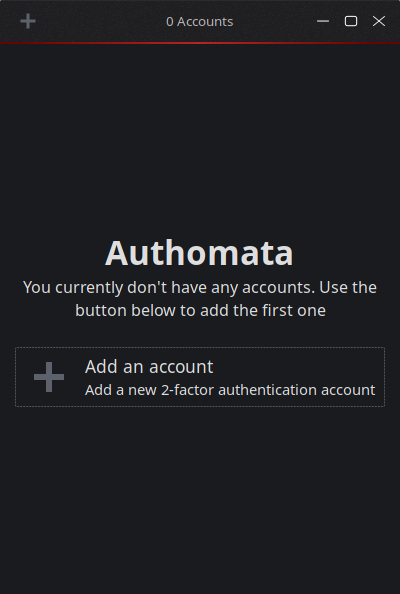 0 Accounts
Authomata
You currently don't have any accounts. Use the
button below to add the first one
Add an account
Add a new 2-factor authentication account